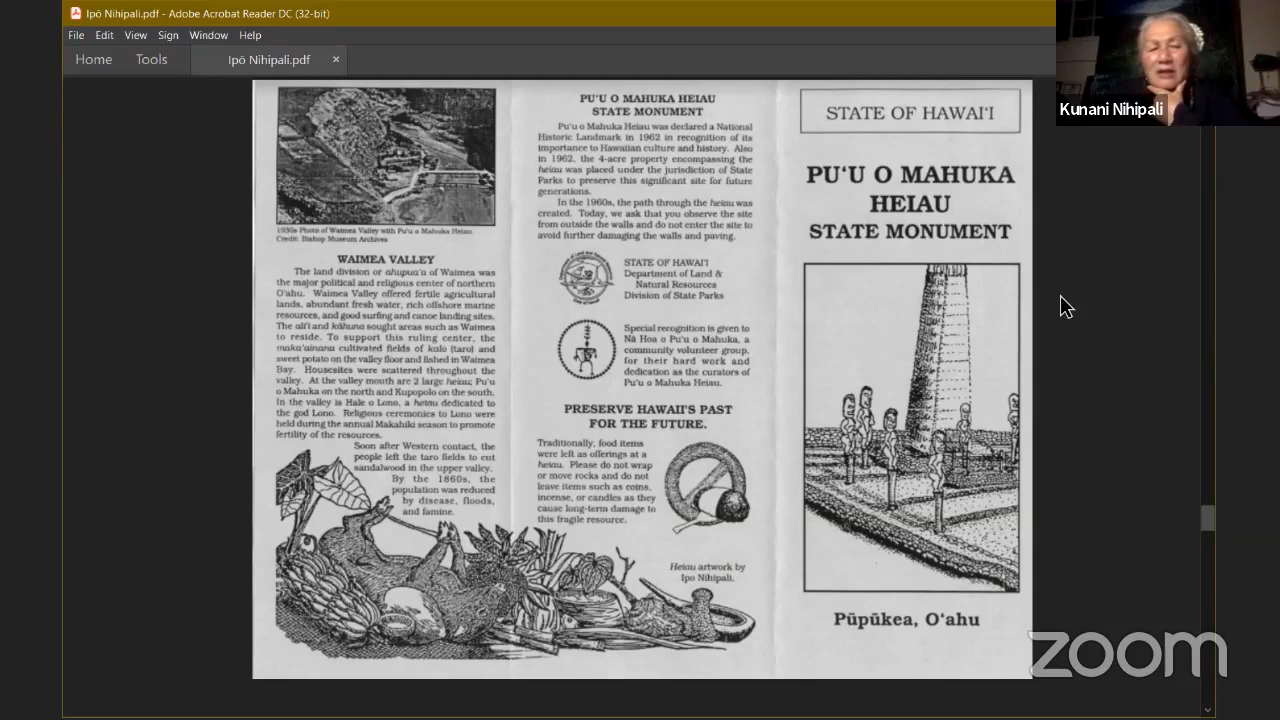 Ipō Nihipali.pdf - Adobe Acrobat Reader DC (32-bit)
File Edit View Sign Window Help
Home Tools Ipō Nihipali.pdf ×
Kunani Nihipali
1930s Photo of Waimea Valley with Pu'u o Mahuka Heiau.
Credit: Bishop Museum Archives
WAIMEA VALLEY
The land division or ahupua'a of Waimea was
the major political and religious center of northern
O'ahu. Waimea Valley offered fertile agricultural
lands, abundant fresh water, rich offshore marine
resources, and good surfing and canoe landing sites.
The ali'i and kāhuna sought areas such as Waimea
to reside. To support this ruling center, the
maka'ainana cultivated fields of kalo (taro) and
sweet potato on the valley floor and fished in Waimea
Bay. Housesites were scattered throughout the
valley. At the valley mouth are 2 large heiau; Pu'u
o Mahuka on the north and Kupopolo on the south.
In the valley is Hale o Lono, a heiau dedicated to
the god Lono. Religious ceremonies to Lono were
held during the annual Makahiki season to promote
fertility of the resources.
Soon after Western contact, the
people left the taro fields to cut
sandalwood in the upper valley.
By the 1860s, the
population was reduced
by disease, floods,
and famine.
PU'U O MAHUKA HEIAU
STATE MONUMENT
Pu'u o Mahuka Heiau was declared a National
Historic Landmark in 1962 in recognition of its
importance to Hawaiian culture and history. Also
in 1962, the 4-acre property encompassing the
heiau was placed under the jurisdiction of State
Parks to preserve this significant site for future
generations.
In the 1960s, the path through the heiau was
created. Today, we ask that you observe the site
from outside the walls and do not enter the site to
avoid further damaging the walls and paving.
STATE OF HAWAI'I
Department of Land &
Natural Resources
Division of State Parks
Special recognition is given to
Nā Hoa o Pu'u o Mahuka, a
community volunteer group,
for their hard work and
dedication as the curators of
Pu'u o Mahuka Heiau.
PRESERVE HAWAII'S PAST
FOR THE FUTURE.
Traditionally, food items
were left as offerings at a
heiau. Please do not wrap
or move rocks and do not
leave items such as coins,
incense, or candles as they
cause long-term damage to
this fragile resource.
Heiau artwork by
Ipo Nihipali.
STATE OF HAWAI'I
PU'U O MAHUKA
HEIAU
STATE MONUMENT
Pūpūkea, O'ahu
zoom